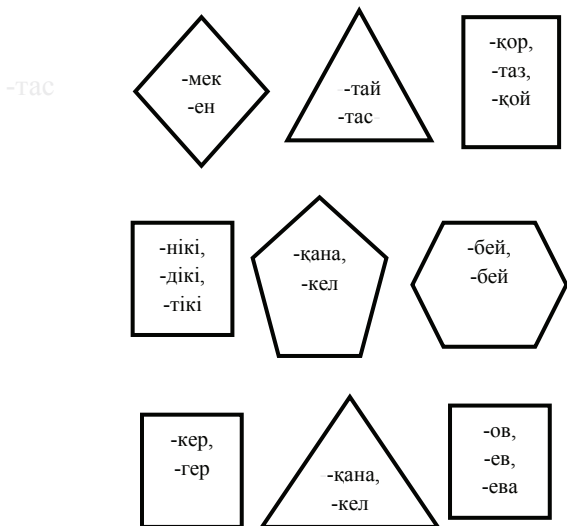 -тас
-мек
-ен
-тай
-тас
-қор,
-таз,
-қой
-нікі,
-дікі,
-тікі
-қана,
-кел
-бей,
-бей
-кер,
-гер
-қана,
-кел
-ов,
-ев,
-ева